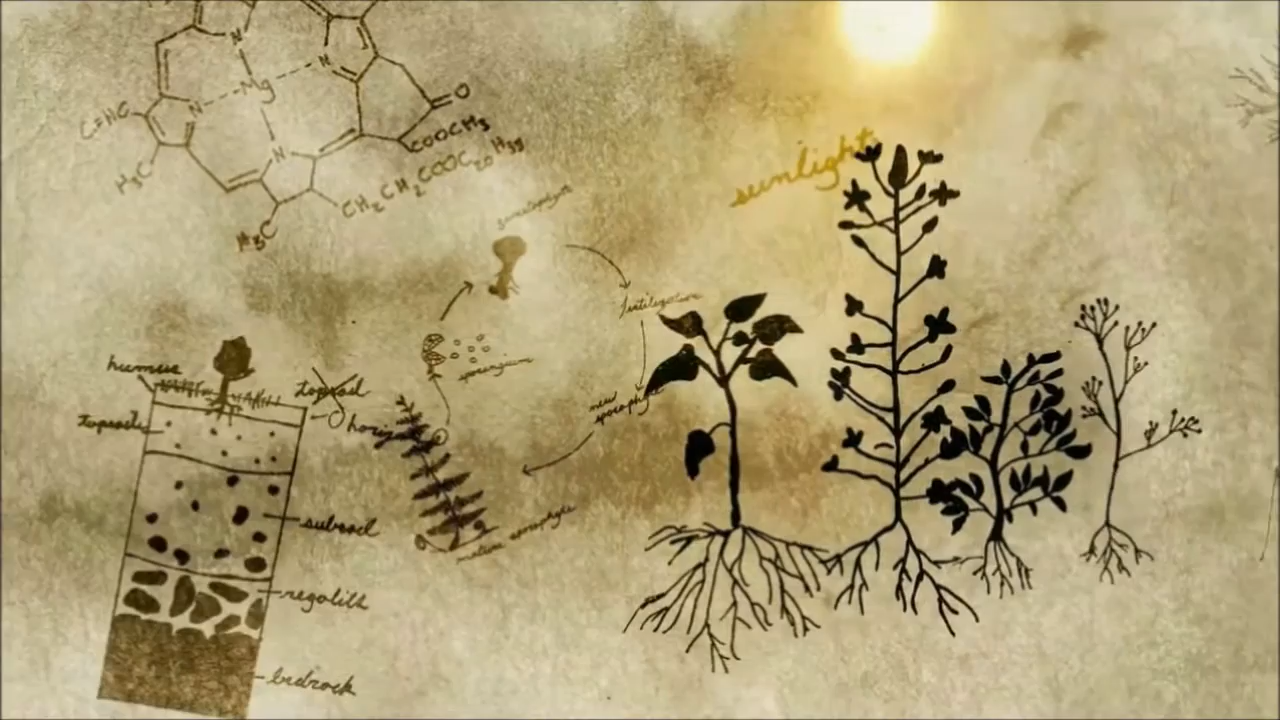 N
N
Mg
N
N
O
COOCH3
CH2CH2COOC20H39
H3C
H3C
sunlight
gametophyte
fertilization
sporangium
new
sporophyte
mature sporophyte
humus
topsoil
topsoil
O horizon
subsoil
regolith
bedrock